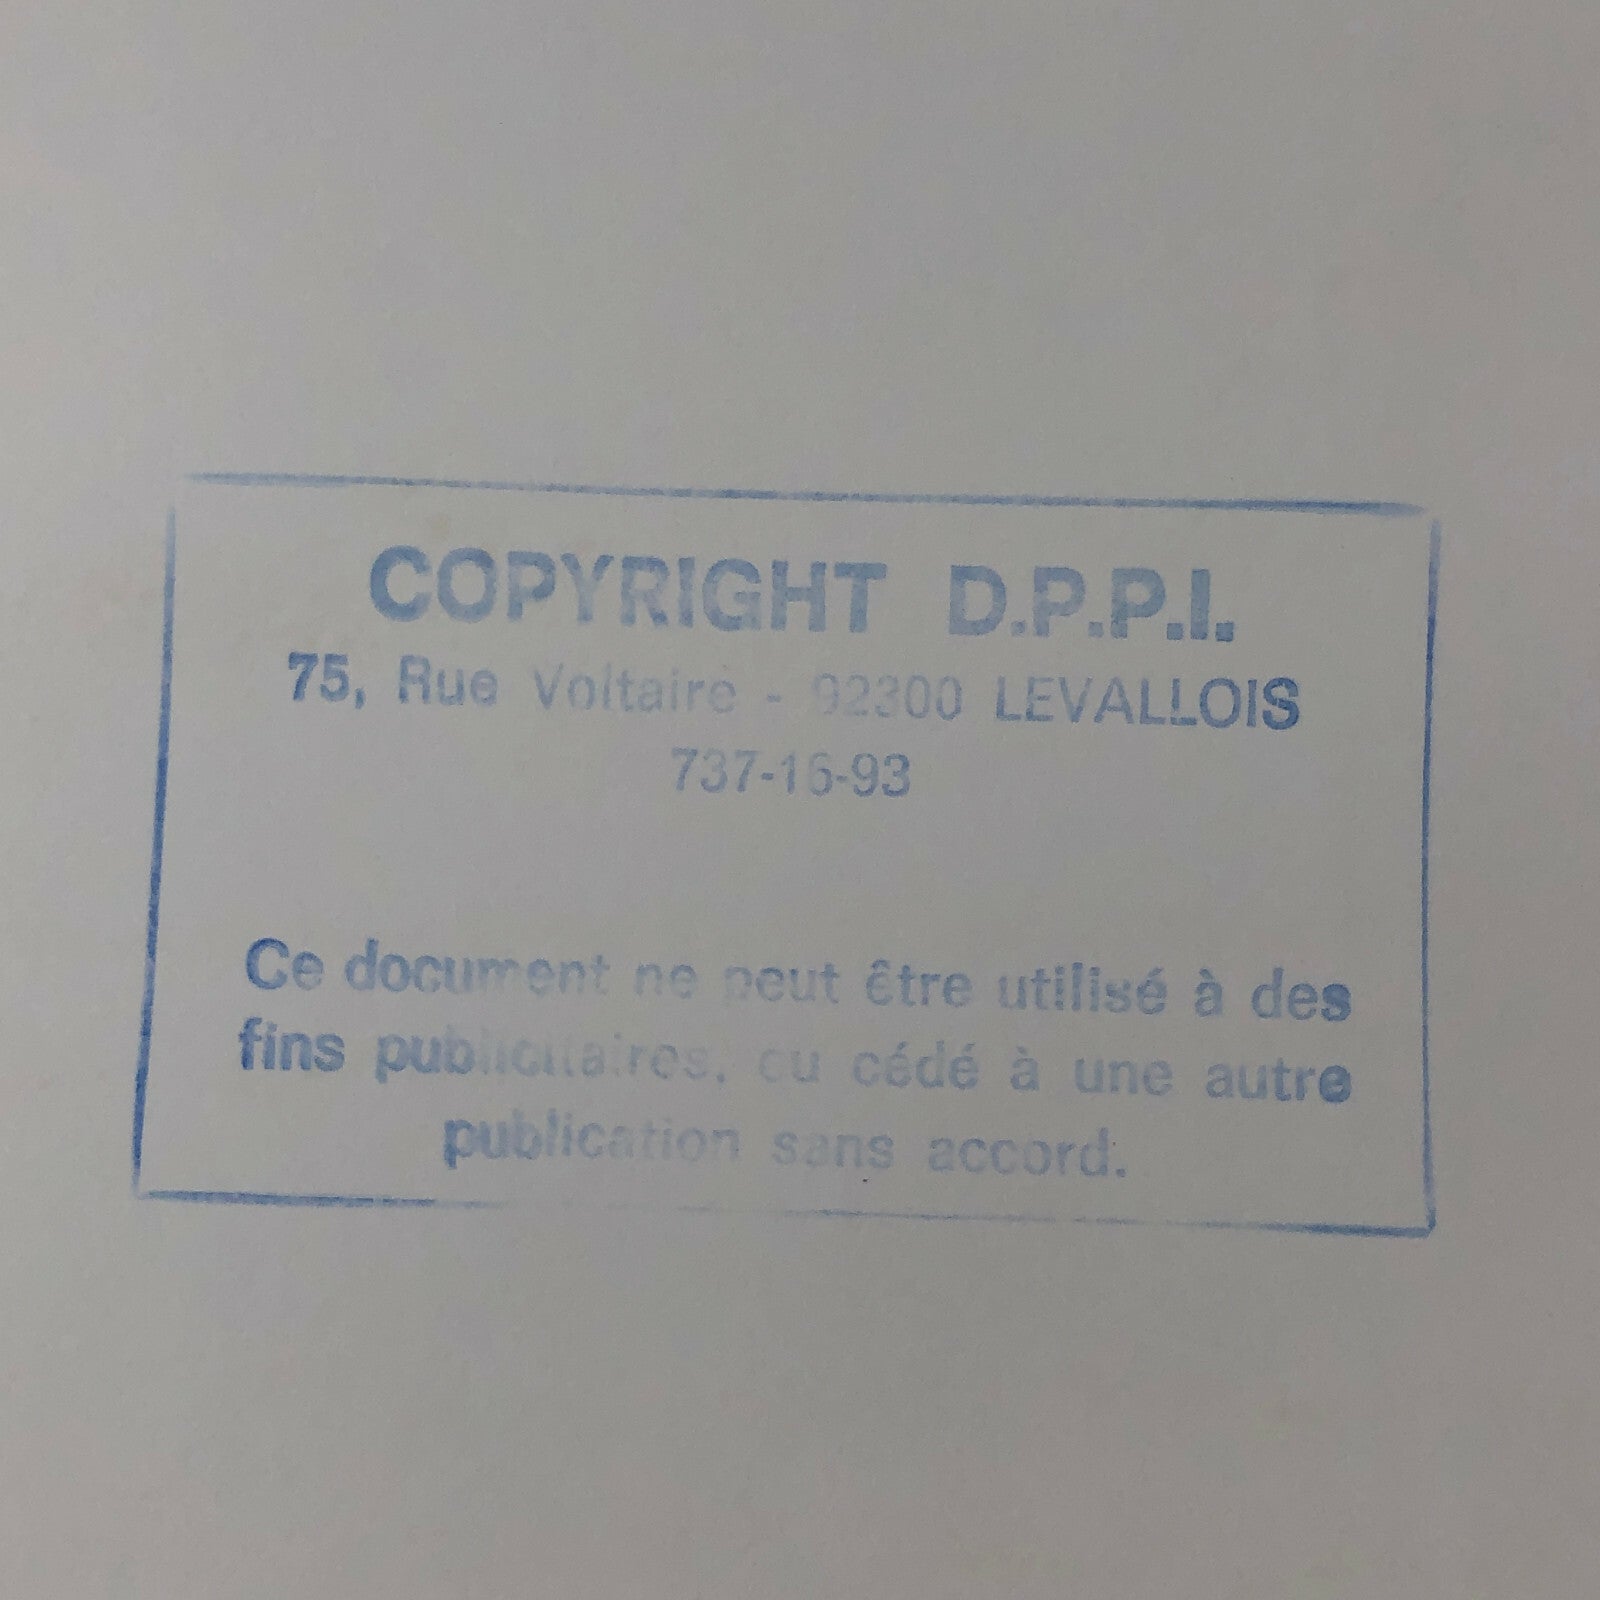 COPYRIGHT D.P.P.I.
75, Rue Voltaire - 92300 LEVALLOIS
737-16-93
Ce document ne peut être utilisé à des
fins publicitaires, ou cédé à une autre
publication sans accord.